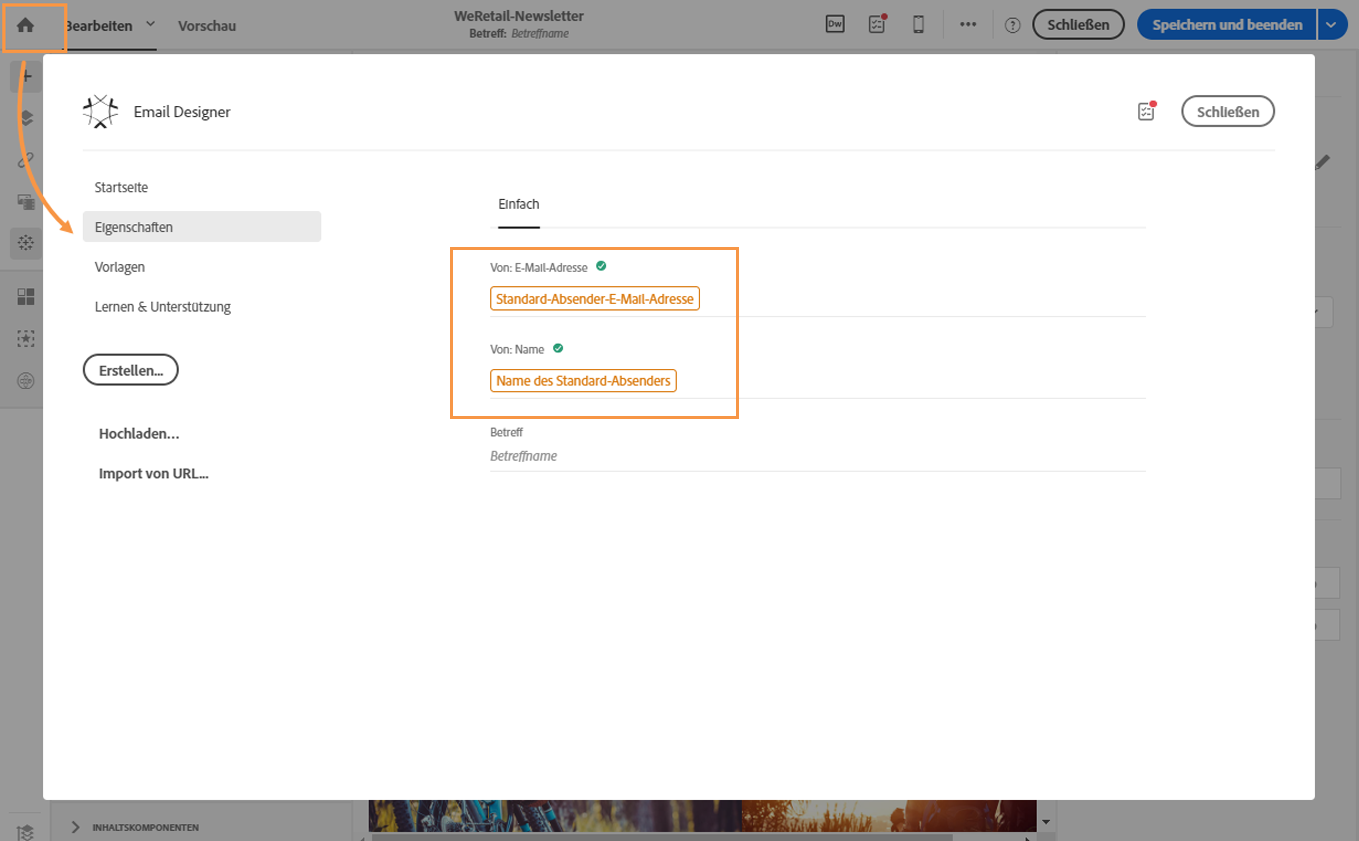 Bearbeiten
Vorschau
WeRetail-Newsletter
Betreff: Betreffname
Dw
Schließen
Speichern und beenden
Email Designer
Schließen
Startseite
Eigenschaften
Vorlagen
Lernen & Unterstützung
Erstellen...
Hochladen...
Import von URL...
Einfach
Von: E-Mail-Adresse
Standard-Absender-E-Mail-Adresse
Von: Name
Name des Standard-Absenders
Betreff
Betreffname
INHALTSKOMPONENTEN